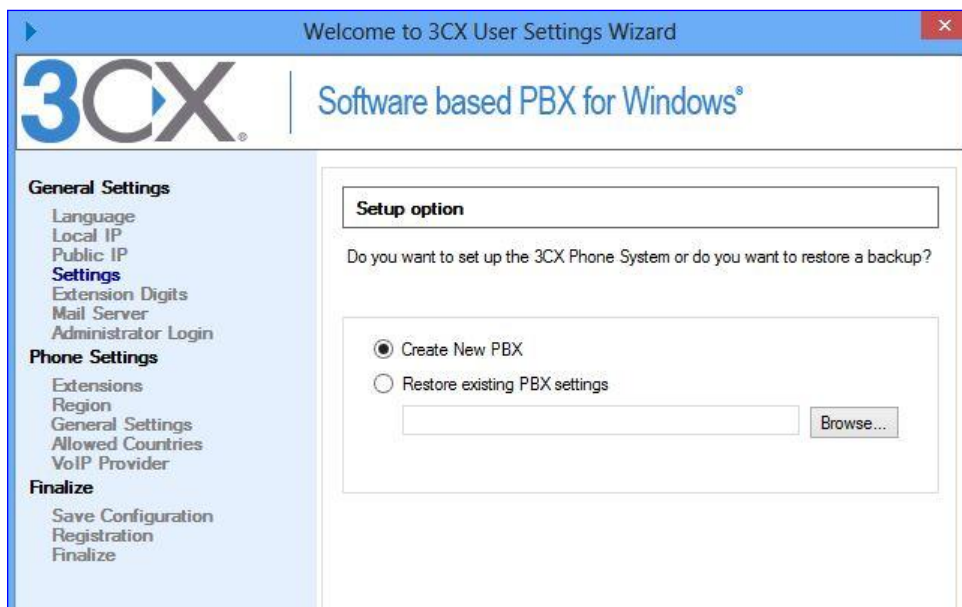 Welcome to 3CX User Settings Wizard
3CX®
Software based PBX for Windows®
General Settings
Language
Local IP
Public IP
Settings
Extension Digits
Mail Server
Administrator Login
Phone Settings
Extensions
Region
General Settings
Allowed Countries
VoIP Provider
Finalize
Save Configuration
Registration
Finalize
Setup option
Do you want to set up the 3CX Phone System or do you want to restore a backup?
Create New PBX
Restore existing PBX settings
Browse...